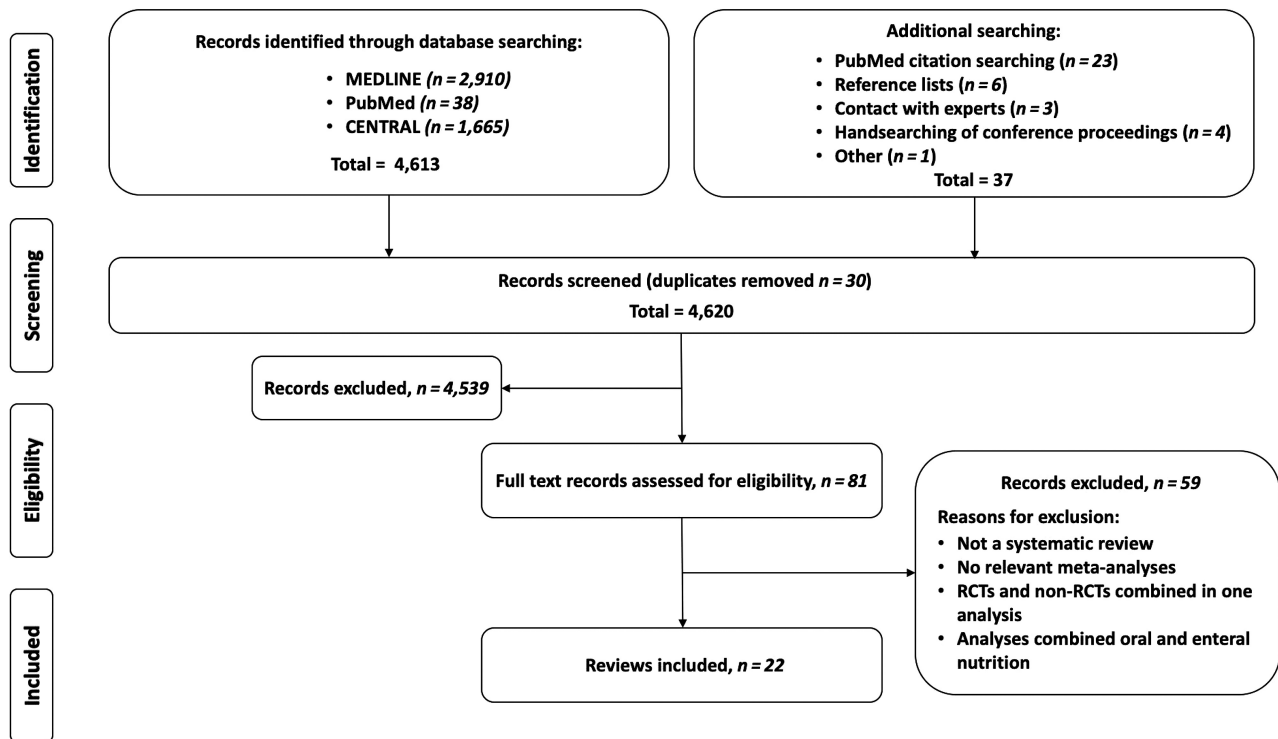 Identification
Records identified through database searching:
• MEDLINE (n = 2,910)
• PubMed (n = 38)
• CENTRAL (n = 1,665)
Total = 4,613
Additional searching:
• PubMed citation searching (n = 23)
• Reference lists (n = 6)
• Contact with experts (n = 3)
• Handsearching of conference proceedings (n = 4)
• Other (n = 1)
Total = 37
Screening
Records screened (duplicates removed n = 30)
Total = 4,620
Records excluded, n = 4,539
Eligibility
Full text records assessed for eligibility, n = 81
Records excluded, n = 59
Reasons for exclusion:
• Not a systematic review
• No relevant meta-analyses
• RCTs and non-RCTs combined in one
analysis
• Analyses combined oral and enteral
nutrition
Included
Reviews included, n = 22